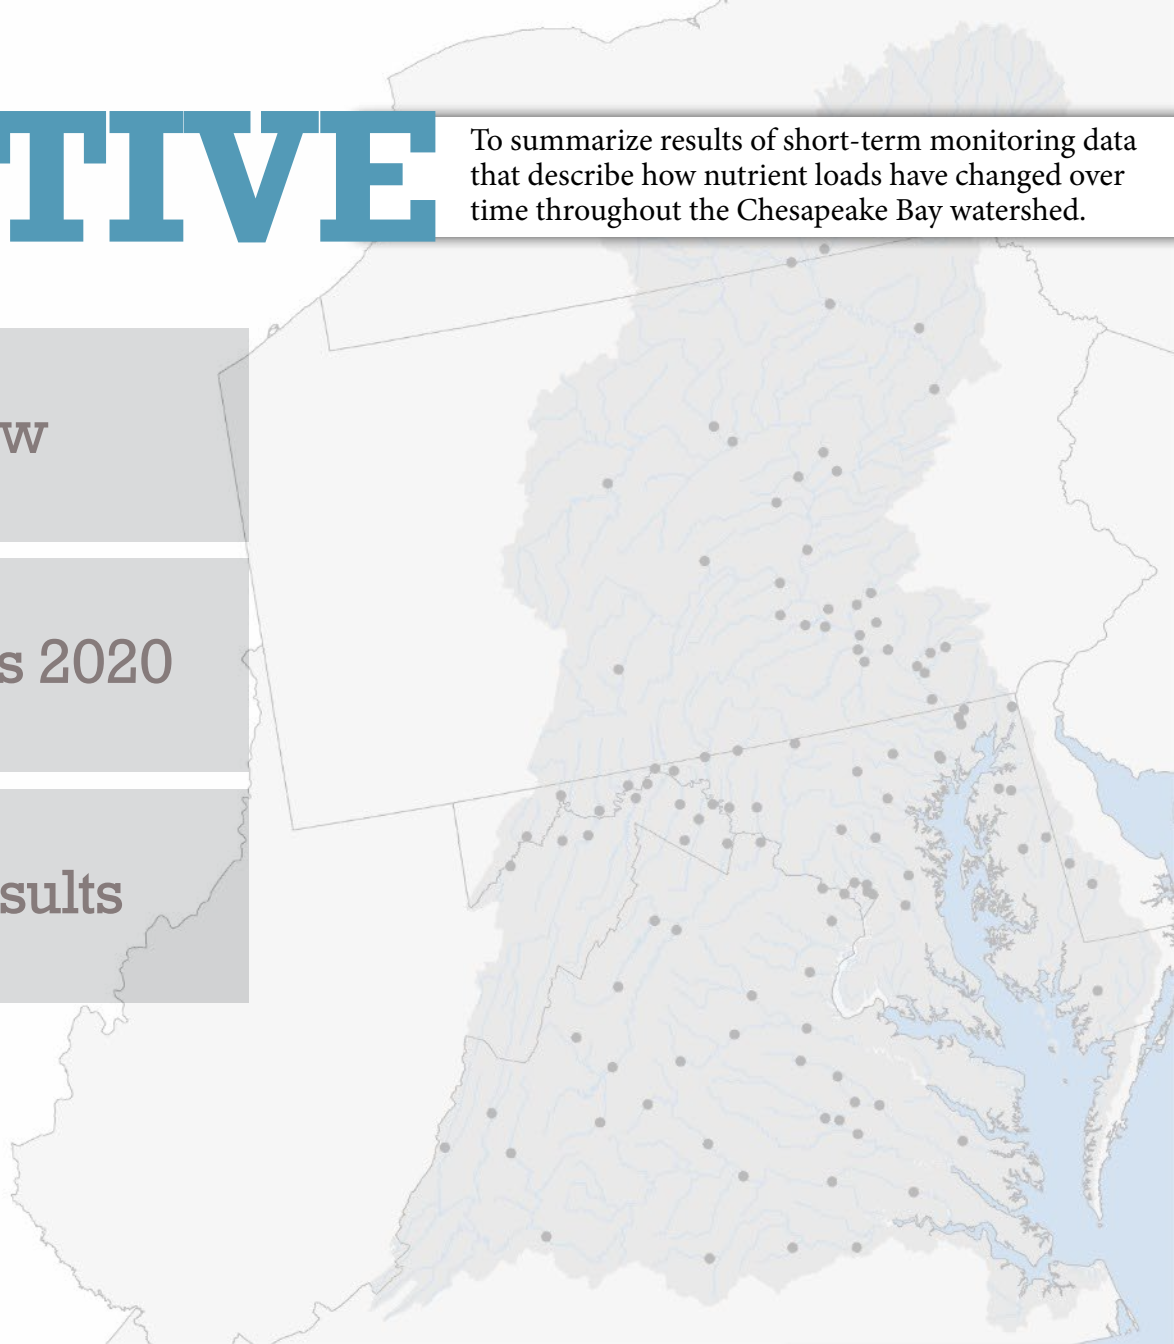 TIVE
To summarize results of short-term monitoring data
that describe how nutrient loads have changed over
time throughout the Chesapeake Bay watershed.
w
s 2020
sults